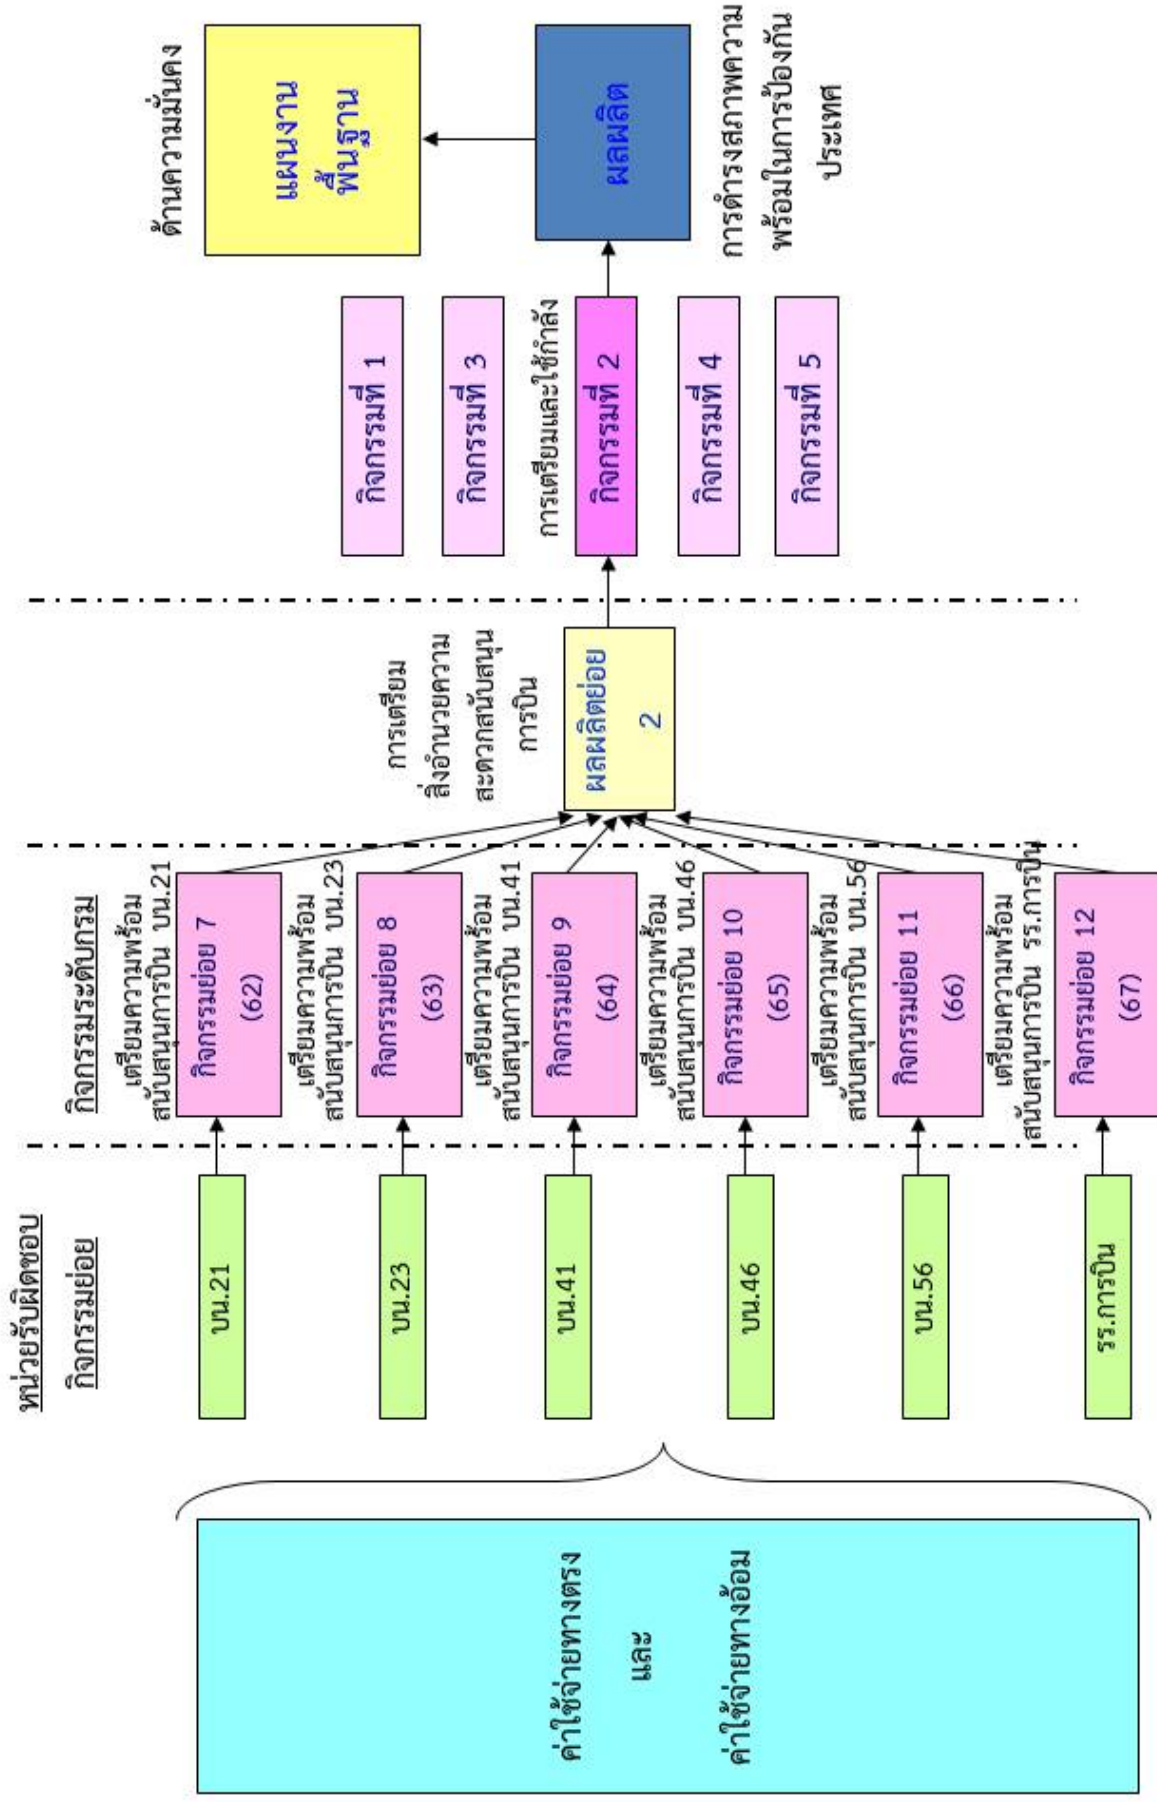 หน่วยรับผิดชอบ
กิจกรรมย่อย
กิจกรรมระดับกรม
ค่าใช้จ่ายทางตรง
และ
ค่าใช้จ่ายทางอ้อม
บน.21
เตรียมความพร้อม
สนับสนุนการบิน บน.21
กิจกรรมย่อย 7
(62)
บน.23
เตรียมความพร้อม
สนับสนุนการบิน บน.23
กิจกรรมย่อย 8
(63)
บน.41
เตรียมความพร้อม
สนับสนุนการบิน บน.41
กิจกรรมย่อย 9
(64)
บน.46
เตรียมความพร้อม
สนับสนุนการบิน บน.46
กิจกรรมย่อย 10
(65)
บน.56
เตรียมความพร้อม
สนับสนุนการบิน บน.56
กิจกรรมย่อย 11
(66)
รร.การบิน
เตรียมความพร้อม
สนับสนุนการบิน รร.การบิน
กิจกรรมย่อย 12
(67)
การเตรียม
สิ่งอำนวยความ
สะดวกสนับสนุน
การบิน
ผลผลิตย่อย
2
กิจกรรมที่ 1
กิจกรรมที่ 3
การเตรียมและใช้กำลัง
กิจกรรมที่ 2
กิจกรรมที่ 4
กิจกรรมที่ 5
ด้านความมั่นคง
แผนงาน
พื้นฐาน
ผลผลิต
การดำรงสภาพความ
พร้อมในการป้องกัน
ประเทศ